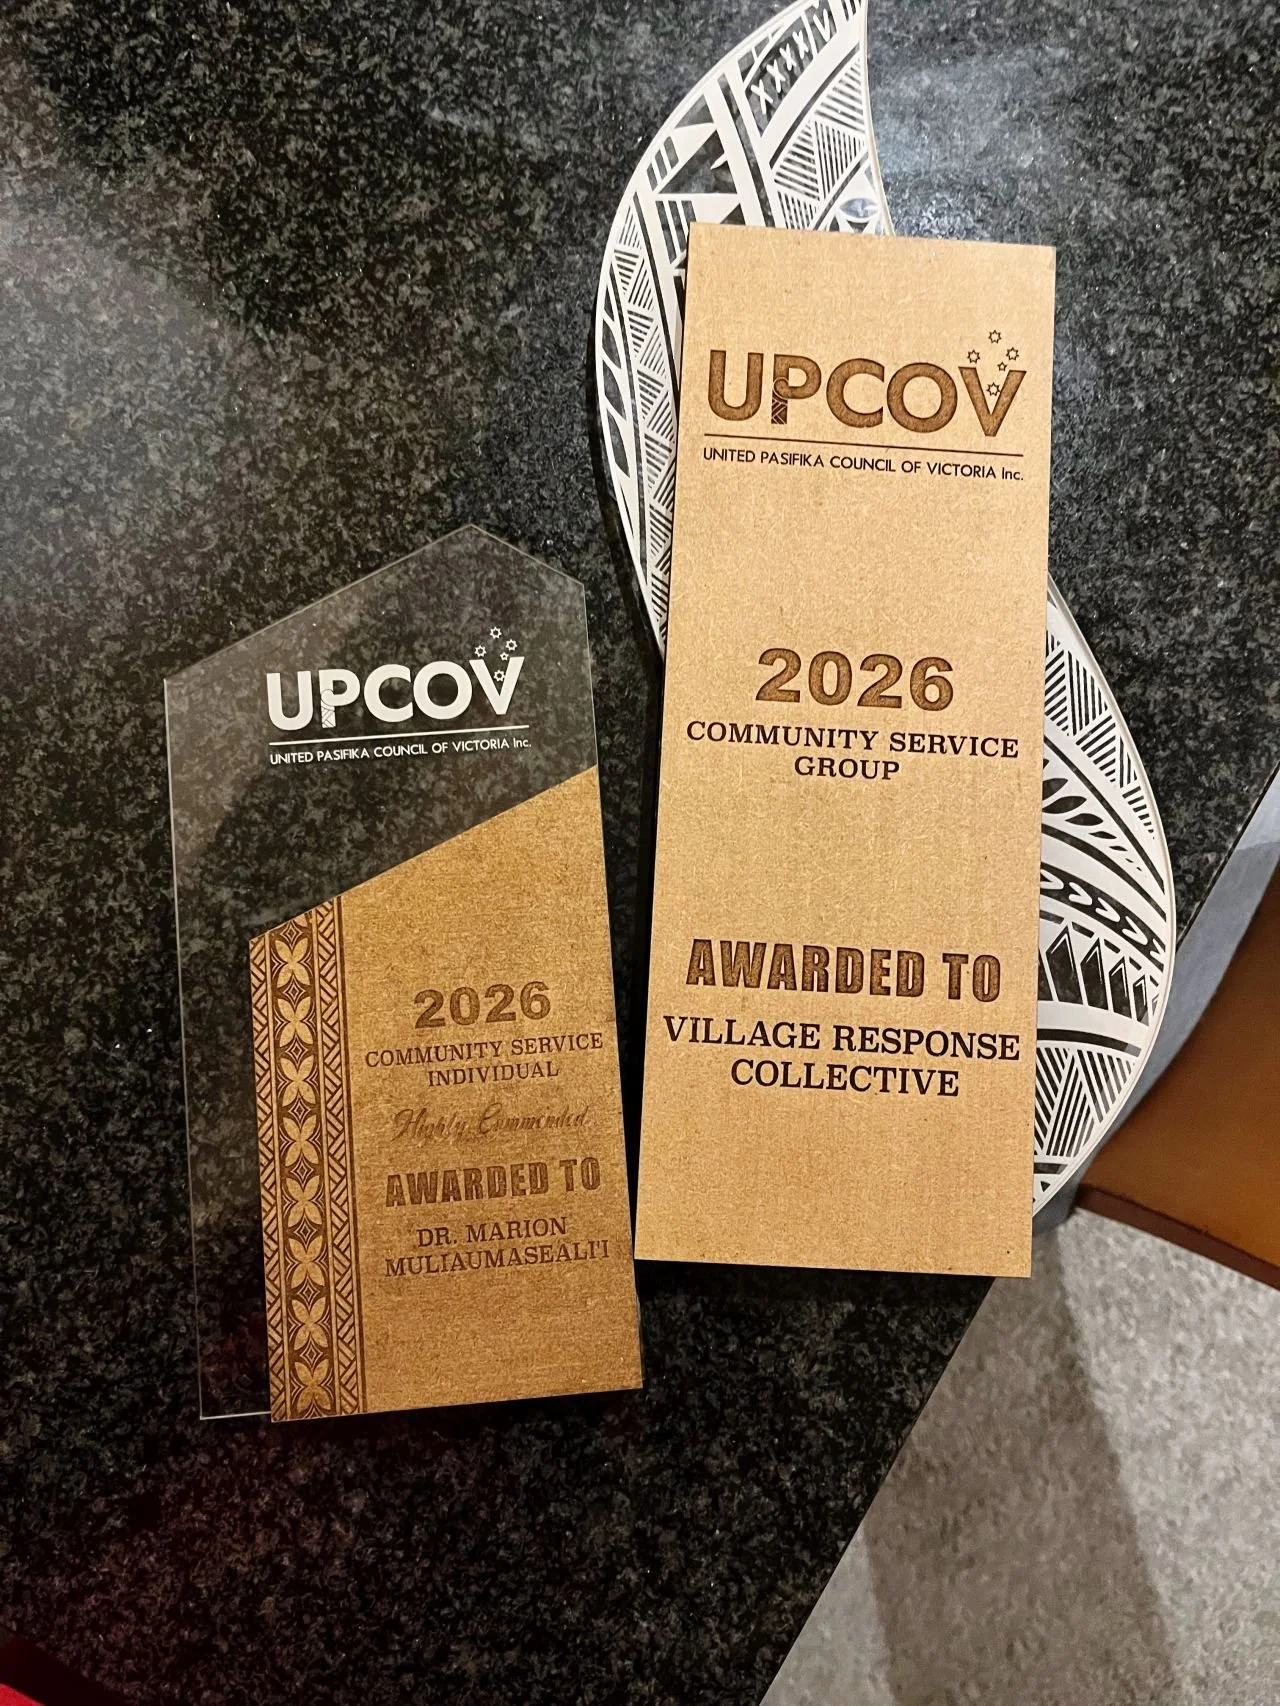 UPCOV
UNITED PASIFIKA COUNCIL OF VICTORIA Inc.
2026
COMMUNITY SERVICE
INDIVIDUAL
Highly Commended
AWARDED TO
DR. MARION
MULIAUMASEALI'I
UPCOV
UNITED PASIFIKA COUNCIL OF VICTORIA Inc.
2026
COMMUNITY SERVICE
GROUP
AWARDED TO
VILLAGE RESPONSE
COLLECTIVE